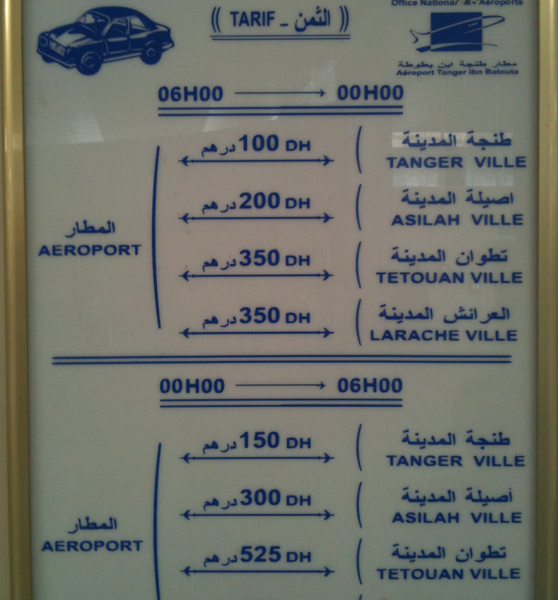 Office National des Aéroports
(( TARIF - الثمن ))
مطار طنجة ابن بطوطة
Aéroport Tanger Ibn Batouta
06H00 → 00H00
المطار
AEROPORT
100 DH درهم
طنجة المدينة
TANGER VILLE
200 DH درهم
اصيلة المدينة
ASILAH VILLE
350 DH درهم
تطوان المدينة
TETOUAN VILLE
350 DH درهم
العرائش المدينة
LARACHE VILLE
00H00 → 06H00
المطار
AEROPORT
150 DH درهم
طنجة المدينة
TANGER VILLE
300 DH درهم
أصيلة المدينة
ASILAH VILLE
525 DH درهم
تطوان المدينة
TETOUAN VILLE